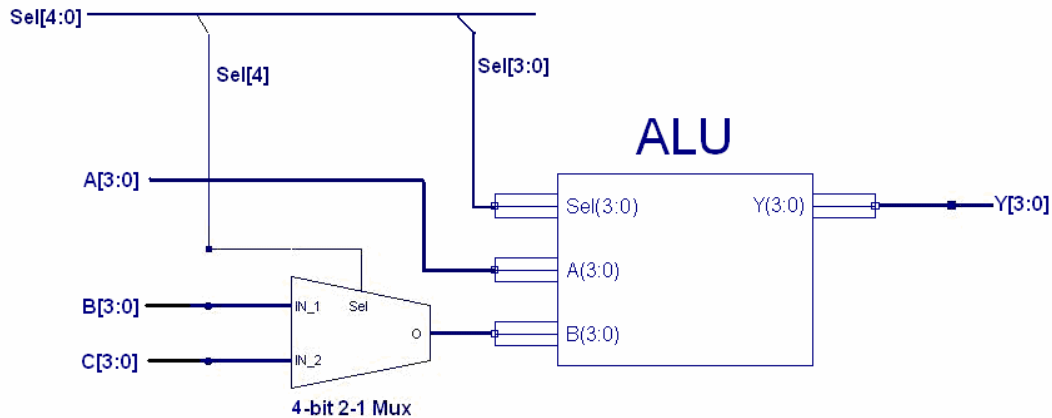 Sel[4:0]
Sel[4]
Sel[3:0]
ALU
A[3:0]
Sel(3:0)
Y(3:0)
Y[3:0]
A(3:0)
B[3:0]
IN_1
Sel
O
B(3:0)
C[3:0]
IN_2
4-bit 2-1 Mux